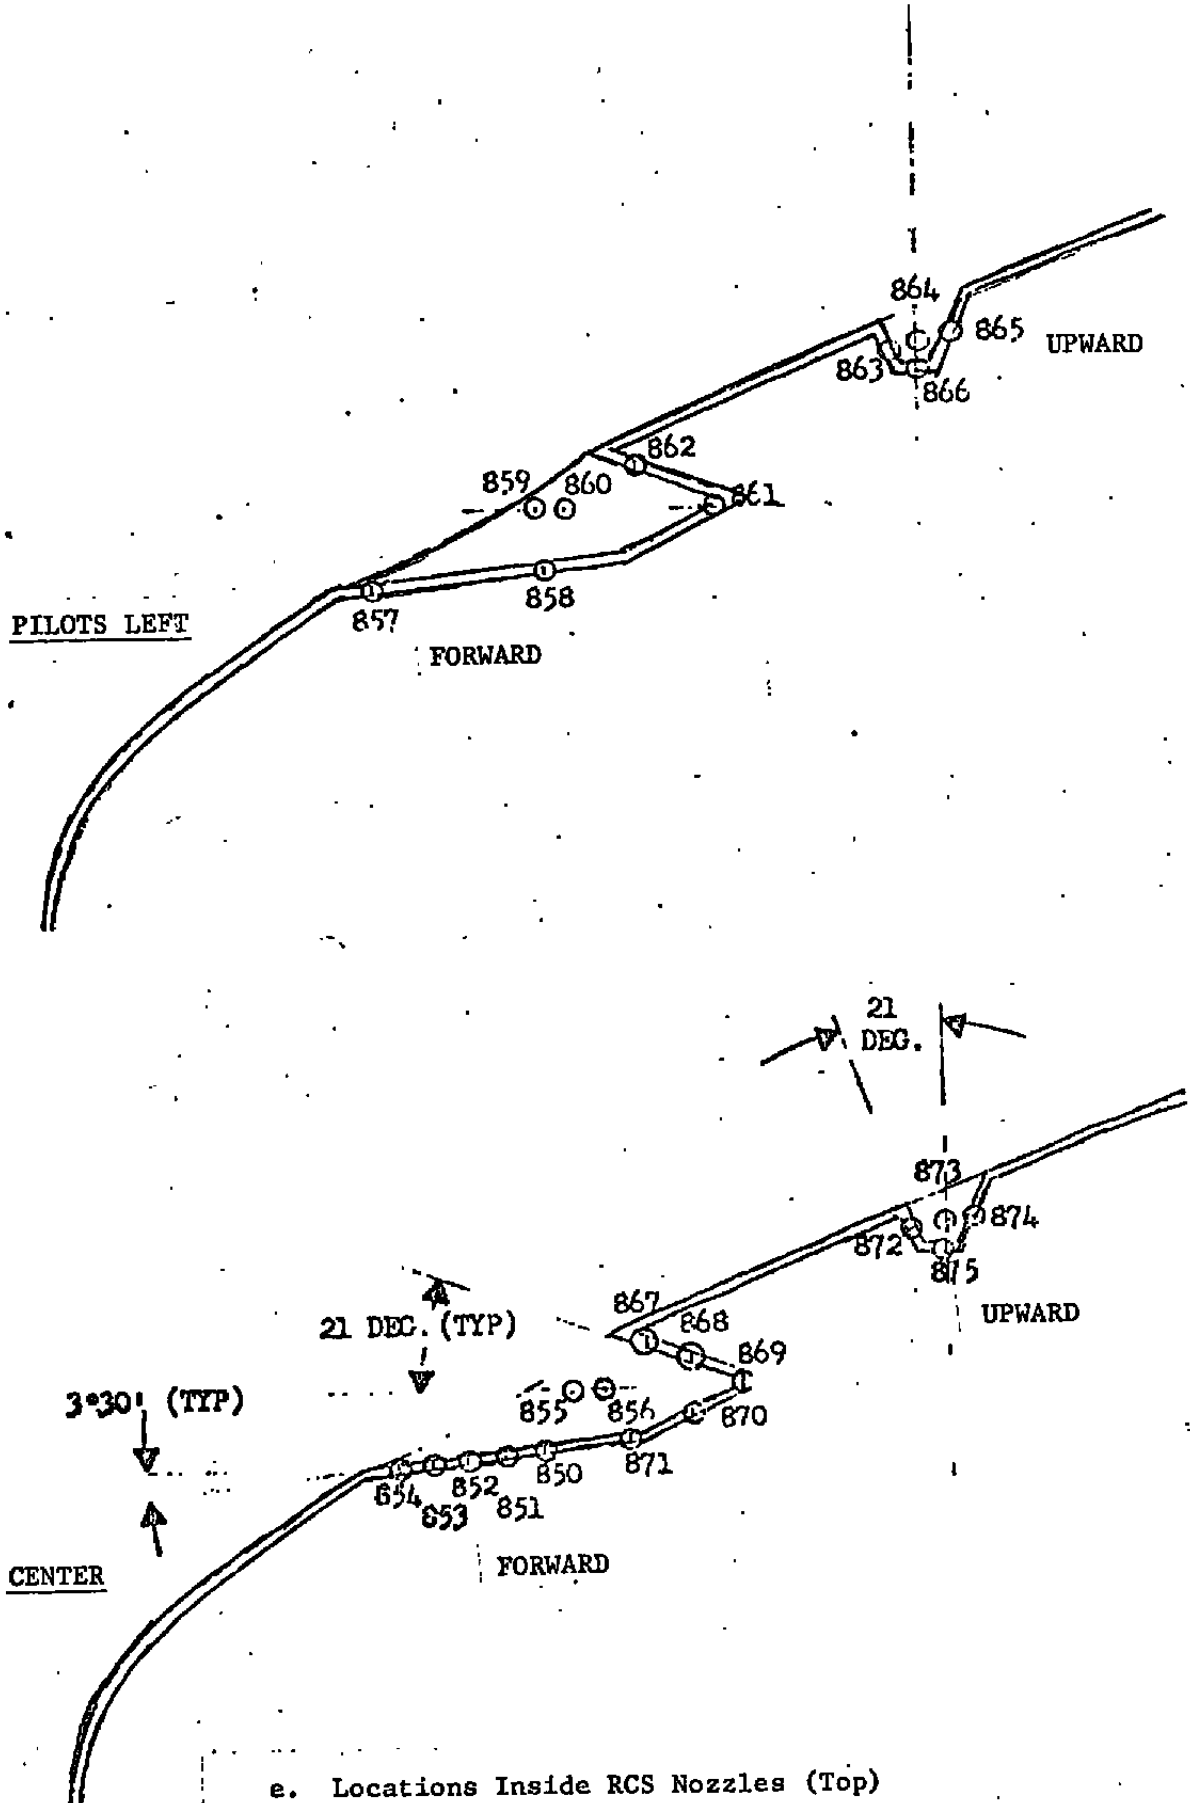 864
865
UPWARD
863
866
862
859
860
861
858
857
PILOTS LEFT
FORWARD
21
DEG.
873
874
872
875
UPWARD
867
868
21 DEG. (TYP)
869
3°30' (TYP)
855
856
870
871
850
852
854
851
853
FORWARD
CENTER
e. Locations Inside RCS Nozzles (Top)